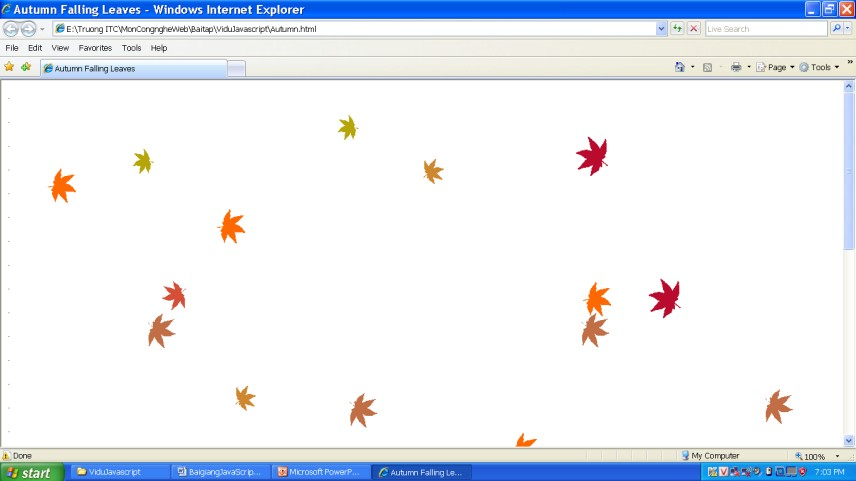 Autumn Falling Leaves - Windows Internet Explorer
E:\Truong ITC\MonCongngheWeb\Baitap\ViduJavascript\Autumn.html
Live Search
File Edit View Favorites Tools Help
Autumn Falling Leaves
Page Tools »
Done
My Computer
100%
start
ViduJavascript
BaigiangJavaScrip...
Microsoft PowerP...
Autumn Falling Le...
7:03 PM